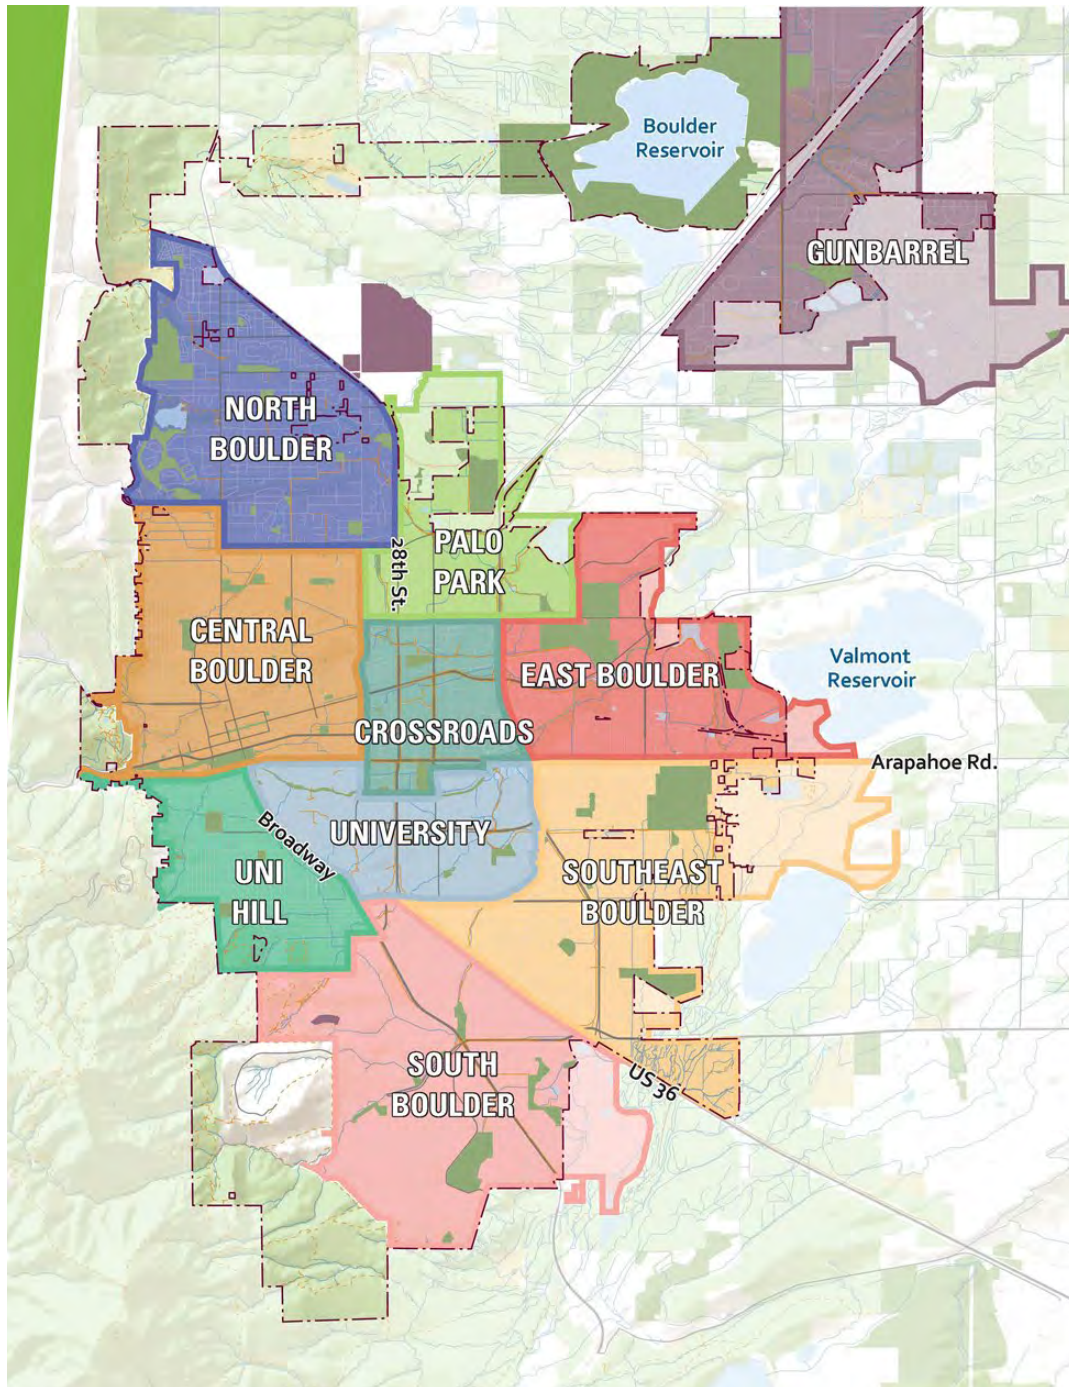 Boulder
Reservoir
GUNBARREL
NORTH
BOULDER
28th St.
PALO
PARK
CENTRAL
BOULDER
EAST BOULDER
Valmont
Reservoir
CROSSROADS
Arapahoe Rd.
Broadway
UNIVERSITY
UNI
HILL
SOUTHEAST
BOULDER
SOUTH
BOULDER
US 36